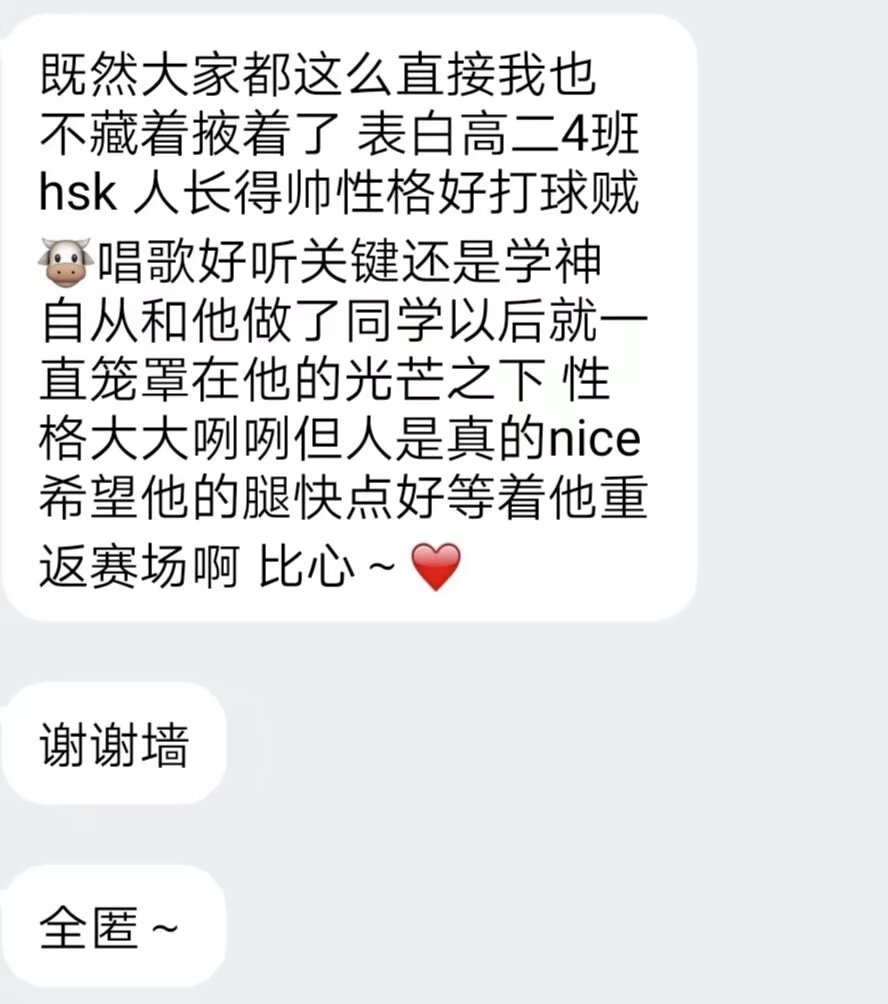 既然大家都这么直接我也
不藏着掖着了 表白高二4班
hsk 人长得帅性格好打球贼
🐮唱歌好听关键还是学神
自从和他做了同学以后就一
直笼罩在他的光芒之下 性
格大大咧咧但人是真的nice
希望他的腿快点好等着他重
返赛场啊 比心~❤️
谢谢墙
全匿~